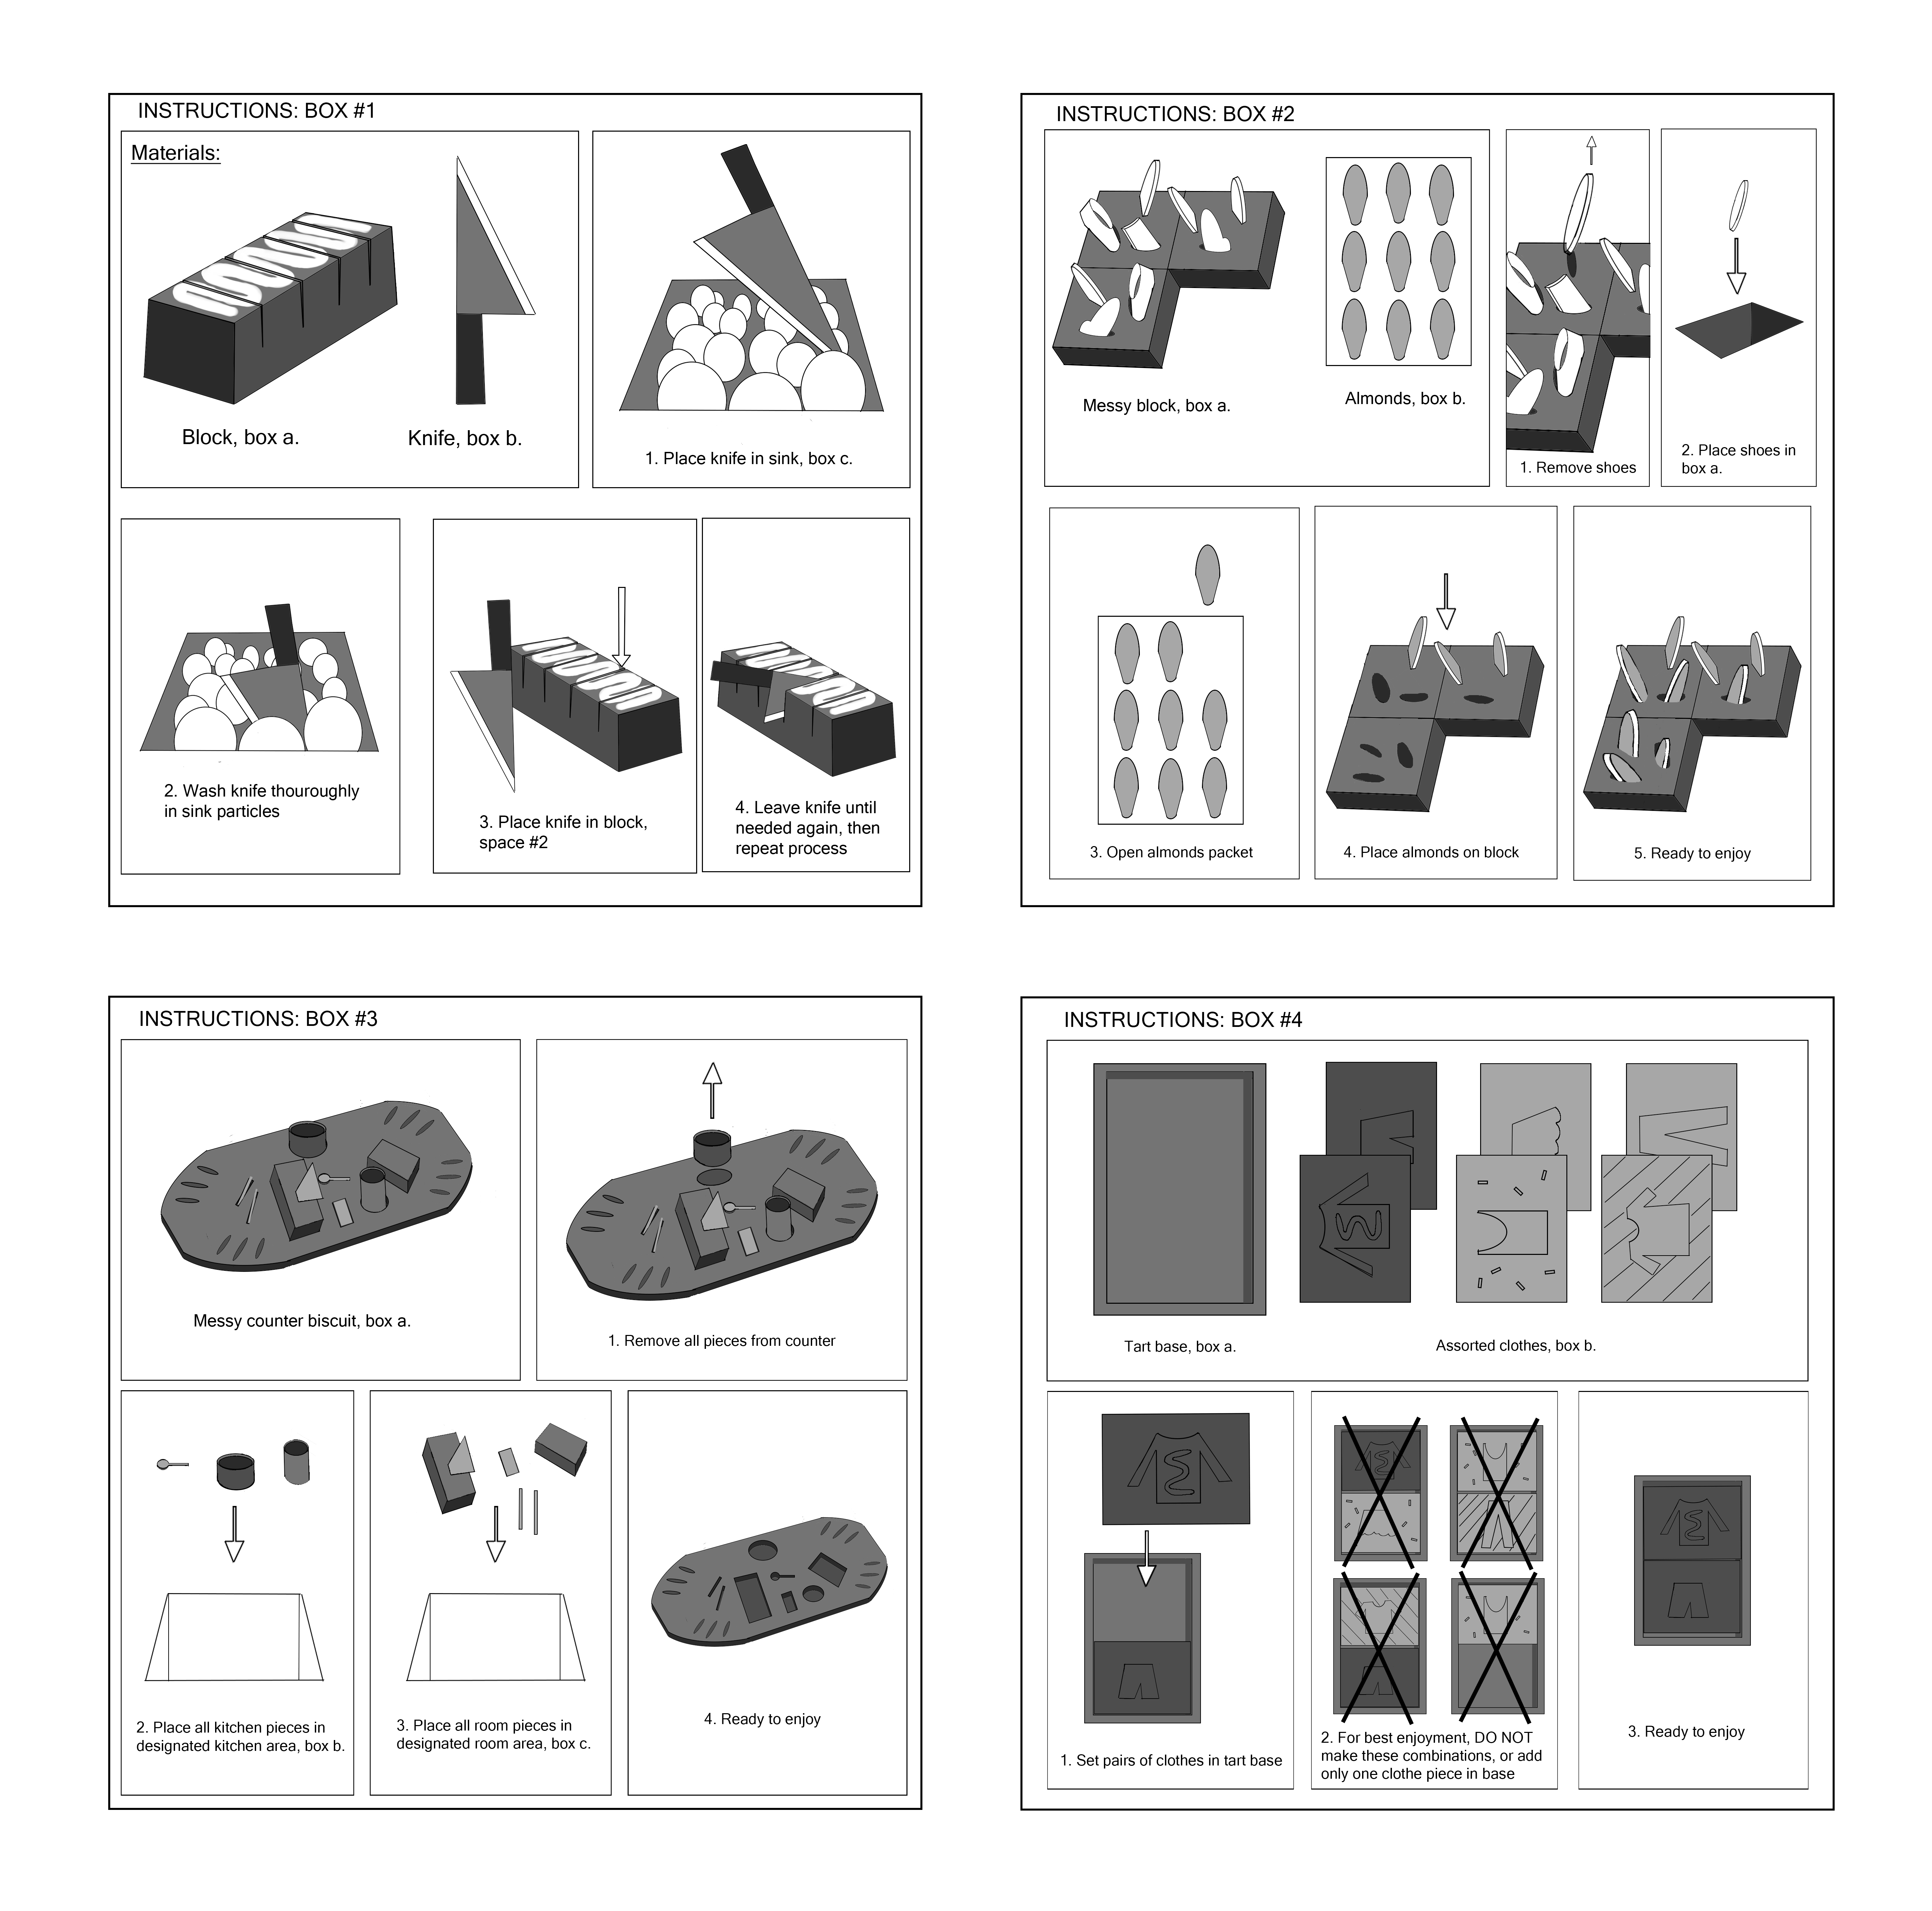 INSTRUCTIONS: BOX #1
Materials:
Block, box a.
Knife, box b.
1. Place knife in sink, box c.
2. Wash knife thouroughly
in sink particles
3. Place knife in block,
space #2
4. Leave knife until
needed again, then
repeat process
INSTRUCTIONS: BOX #2
Messy block, box a.
Almonds, box b.
1. Remove shoes
2. Place shoes in
box a.
3. Open almonds packet
4. Place almonds on block
5. Ready to enjoy
INSTRUCTIONS: BOX #3
Messy counter biscuit, box a.
1. Remove all pieces from counter
2. Place all kitchen pieces in
designated kitchen area, box b.
3. Place all room pieces in
designated room area, box c.
4. Ready to enjoy
INSTRUCTIONS: BOX #4
Tart base, box a.
Assorted clothes, box b.
1. Set pairs of clothes in tart base
2. For best enjoyment, DO NOT
make these combinations, or add
only one clothe piece in base
3. Ready to enjoy